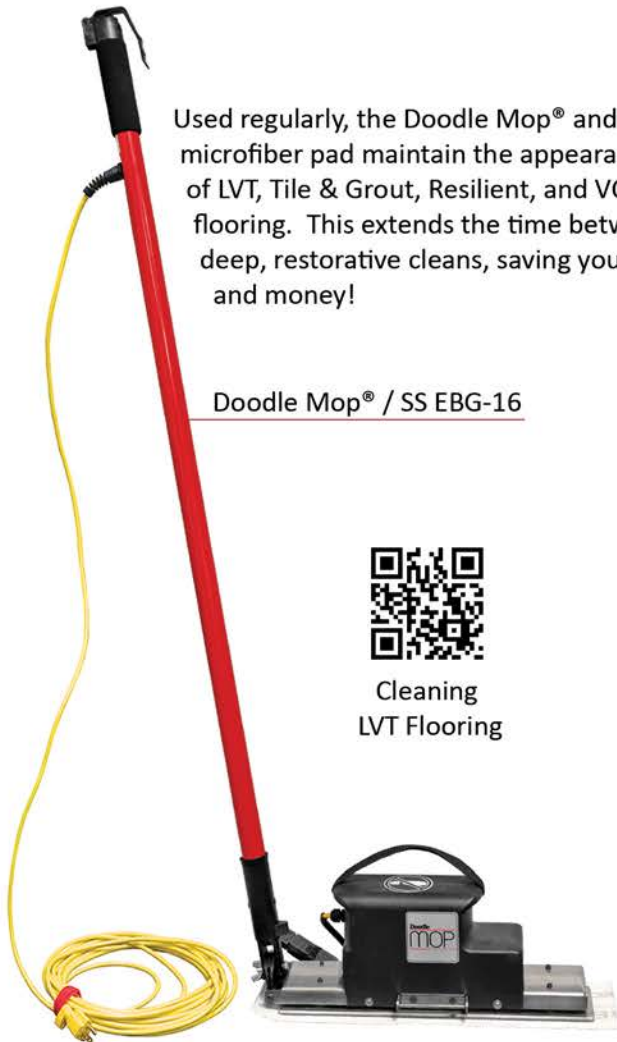 Used regularly, the Doodle Mop® and
microfiber pad maintain the
of LVT, Tile & Grout, Resilient, and
flooring. This extends the time
deep, restorative cleans, saving you
and money!
Doodle Mop® / SS EBG-16
Cleaning
LVT Flooring
Doodle
MOP